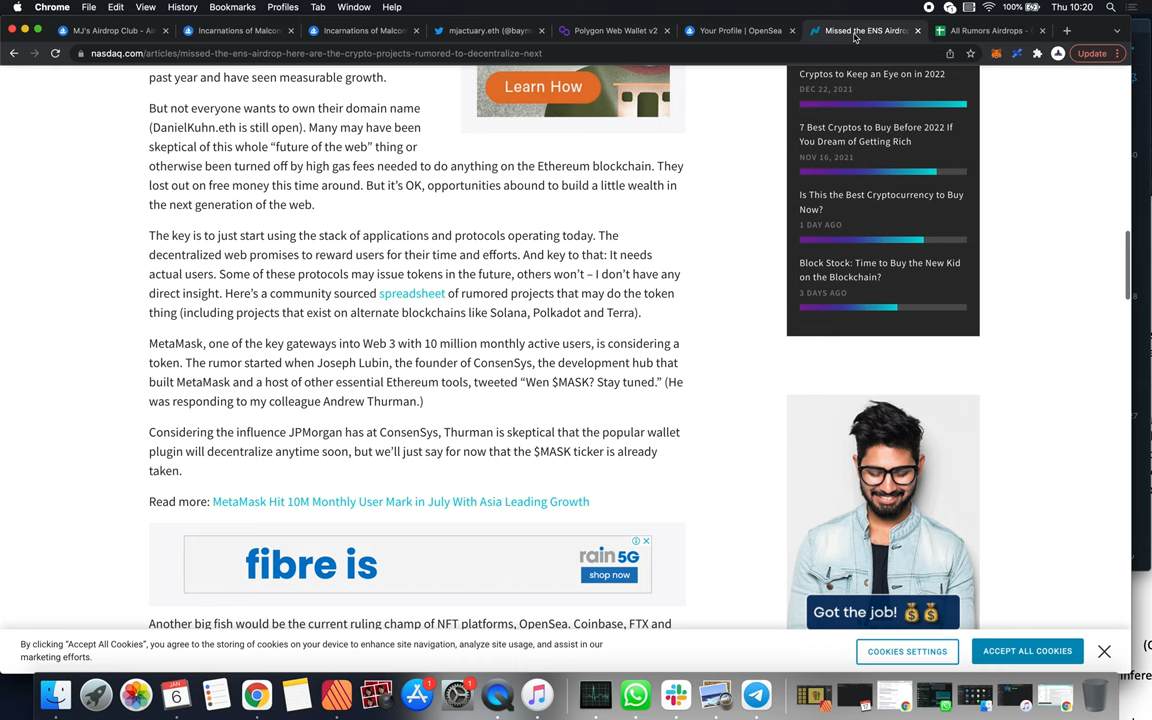 Chrome File Edit View History Bookmarks Profiles Tab Window Help 100% Thu 10:20
MJ's Airdrop Club - Ai Incarnations of Malcon Incarnations of Malcon mjactuary.eth (@baym Polygon Web Wallet v2 Your Profile | OpenSea Missed the ENS Airdrop All Rumors Airdrops -
nasdaq.com/articles/missed-the-ens-airdrop-here-are-the-crypto-projects-rumored-to-decentralize-next Update
past year and have seen measurable growth.
But not everyone wants to own their domain name
(DanielKuhn.eth is still open). Many may have been
skeptical of this whole “future of the web” thing or
otherwise been turned off by high gas fees needed to do anything on the Ethereum blockchain. They
lost out on free money this time around. But it’s OK, opportunities abound to build a little wealth in
the next generation of the web.
The key is to just start using the stack of applications and protocols operating today. The
decentralized web promises to reward users for their time and efforts. And key to that: It needs
actual users. Some of these protocols may issue tokens in the future, others won’t – I don’t have any
direct insight. Here’s a community sourced spreadsheet of rumored projects that may do the token
thing (including projects that exist on alternate blockchains like Solana, Polkadot and Terra).
MetaMask, one of the key gateways into Web 3 with 10 million monthly active users, is considering a
token. The rumor started when Joseph Lubin, the founder of ConsenSys, the development hub that
built MetaMask and a host of other essential Ethereum tools, tweeted “Wen $MASK? Stay tuned.” (He
was responding to my colleague Andrew Thurman.)
Considering the influence JPMorgan has at ConsenSys, Thurman is skeptical that the popular wallet
plugin will decentralize anytime soon, but we’ll just say for now that the $MASK ticker is already
taken.
Read more: MetaMask Hit 10M Monthly User Mark in July With Asia Leading Growth
fibre is
rain 5G
shop now
Another big fish would be the current ruling champ of NFT platforms, OpenSea. Coinbase, FTX and
Learn How
Cryptos to Keep an Eye on in 2022
DEC 22, 2021
7 Best Cryptos to Buy Before 2022 If
You Dream of Getting Rich
NOV 16, 2021
Is This the Best Cryptocurrency to Buy
Now?
1 DAY AGO
Block Stock: Time to Buy the New Kid
on the Blockchain?
3 DAYS AGO
Got the job!
By clicking “Accept All Cookies”, you agree to the storing of cookies on your device to enhance site navigation, analyze site usage, and assist in our
marketing efforts.
COOKIES SETTINGS
ACCEPT ALL COOKIES
JAN
6
1
1